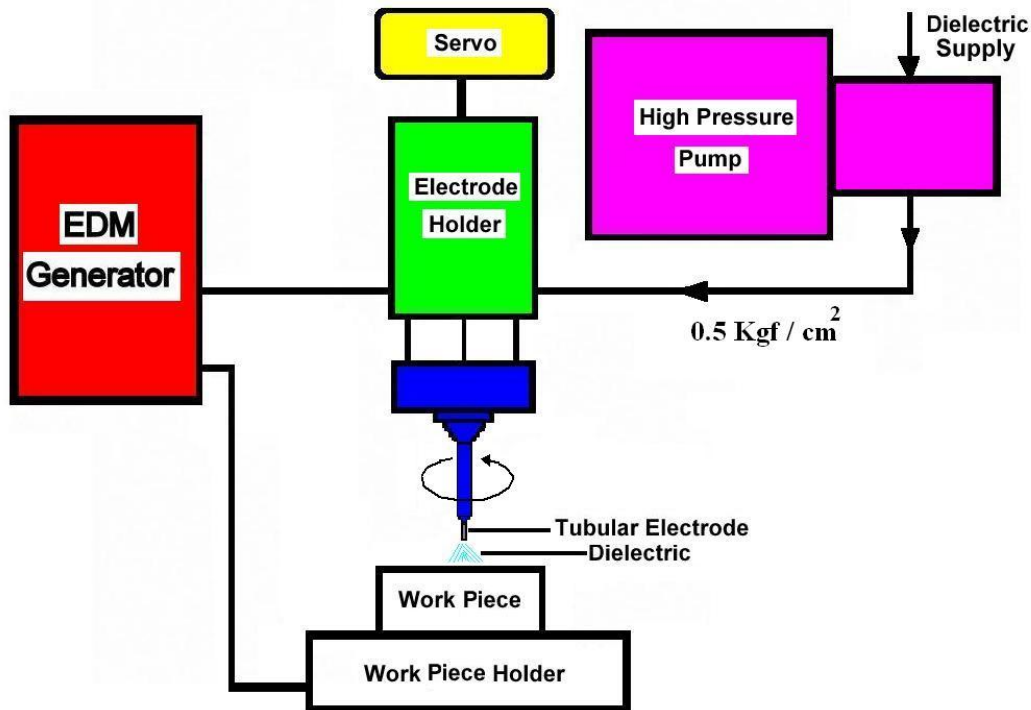 Servo
Dielectric
Supply
High Pressure
Pump
EDM
Generator
Electrode
Holder
0.5 Kgf / cm²
Tubular Electrode
Dielectric
Work Piece
Work Piece Holder